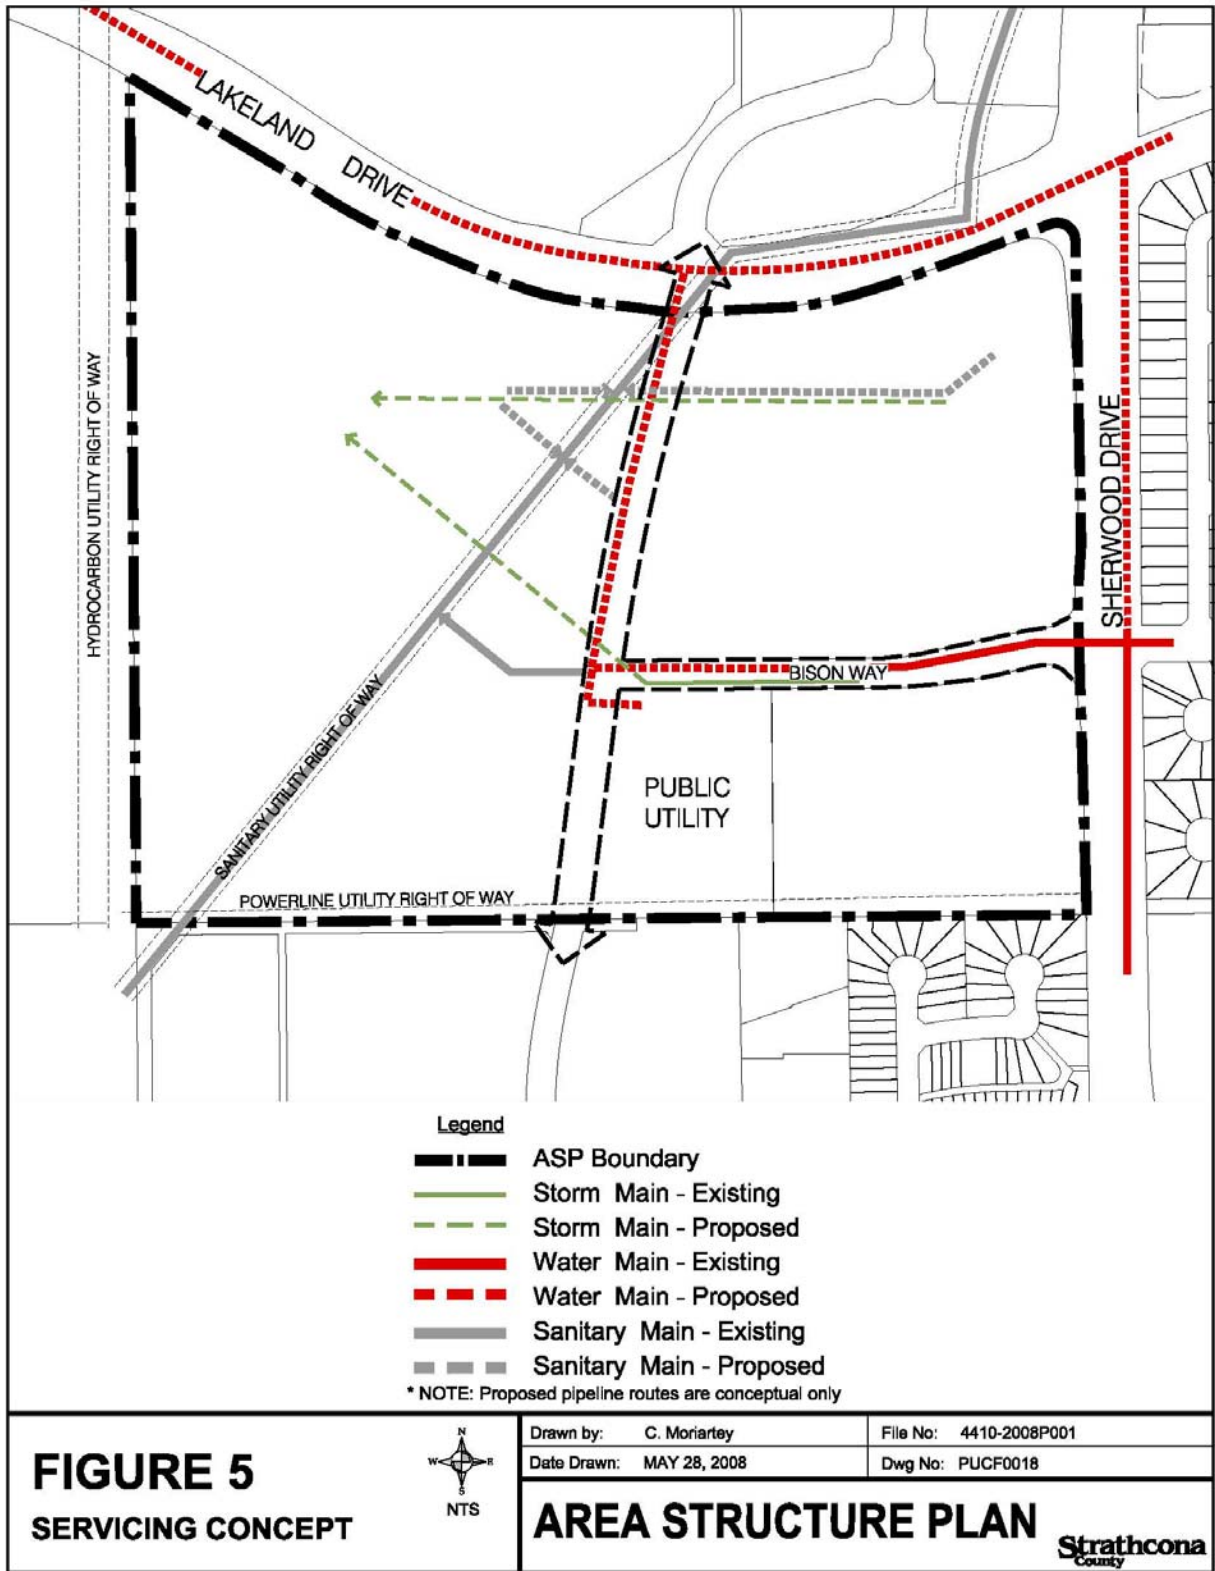 LAKELAND DRIVE
HYDROCARBON UTILITY RIGHT OF WAY
SHERWOOD DRIVE
BISON WAY
SANITARY UTILITY RIGHT OF WAY
PUBLIC
UTILITY
POWERLINE UTILITY RIGHT OF WAY
Legend
ASP Boundary
Storm Main - Existing
Storm Main - Proposed
Water Main - Existing
Water Main - Proposed
Sanitary Main - Existing
Sanitary Main - Proposed
* NOTE: Proposed pipeline routes are conceptual only
FIGURE 5
SERVICING CONCEPT
N
W E
S
NTS
Drawn by: C. Moriartey
File No: 4410-2008P001
Date Drawn: MAY 28, 2008
Dwg No: PUCF0018
AREA STRUCTURE PLAN
Strathcona
County